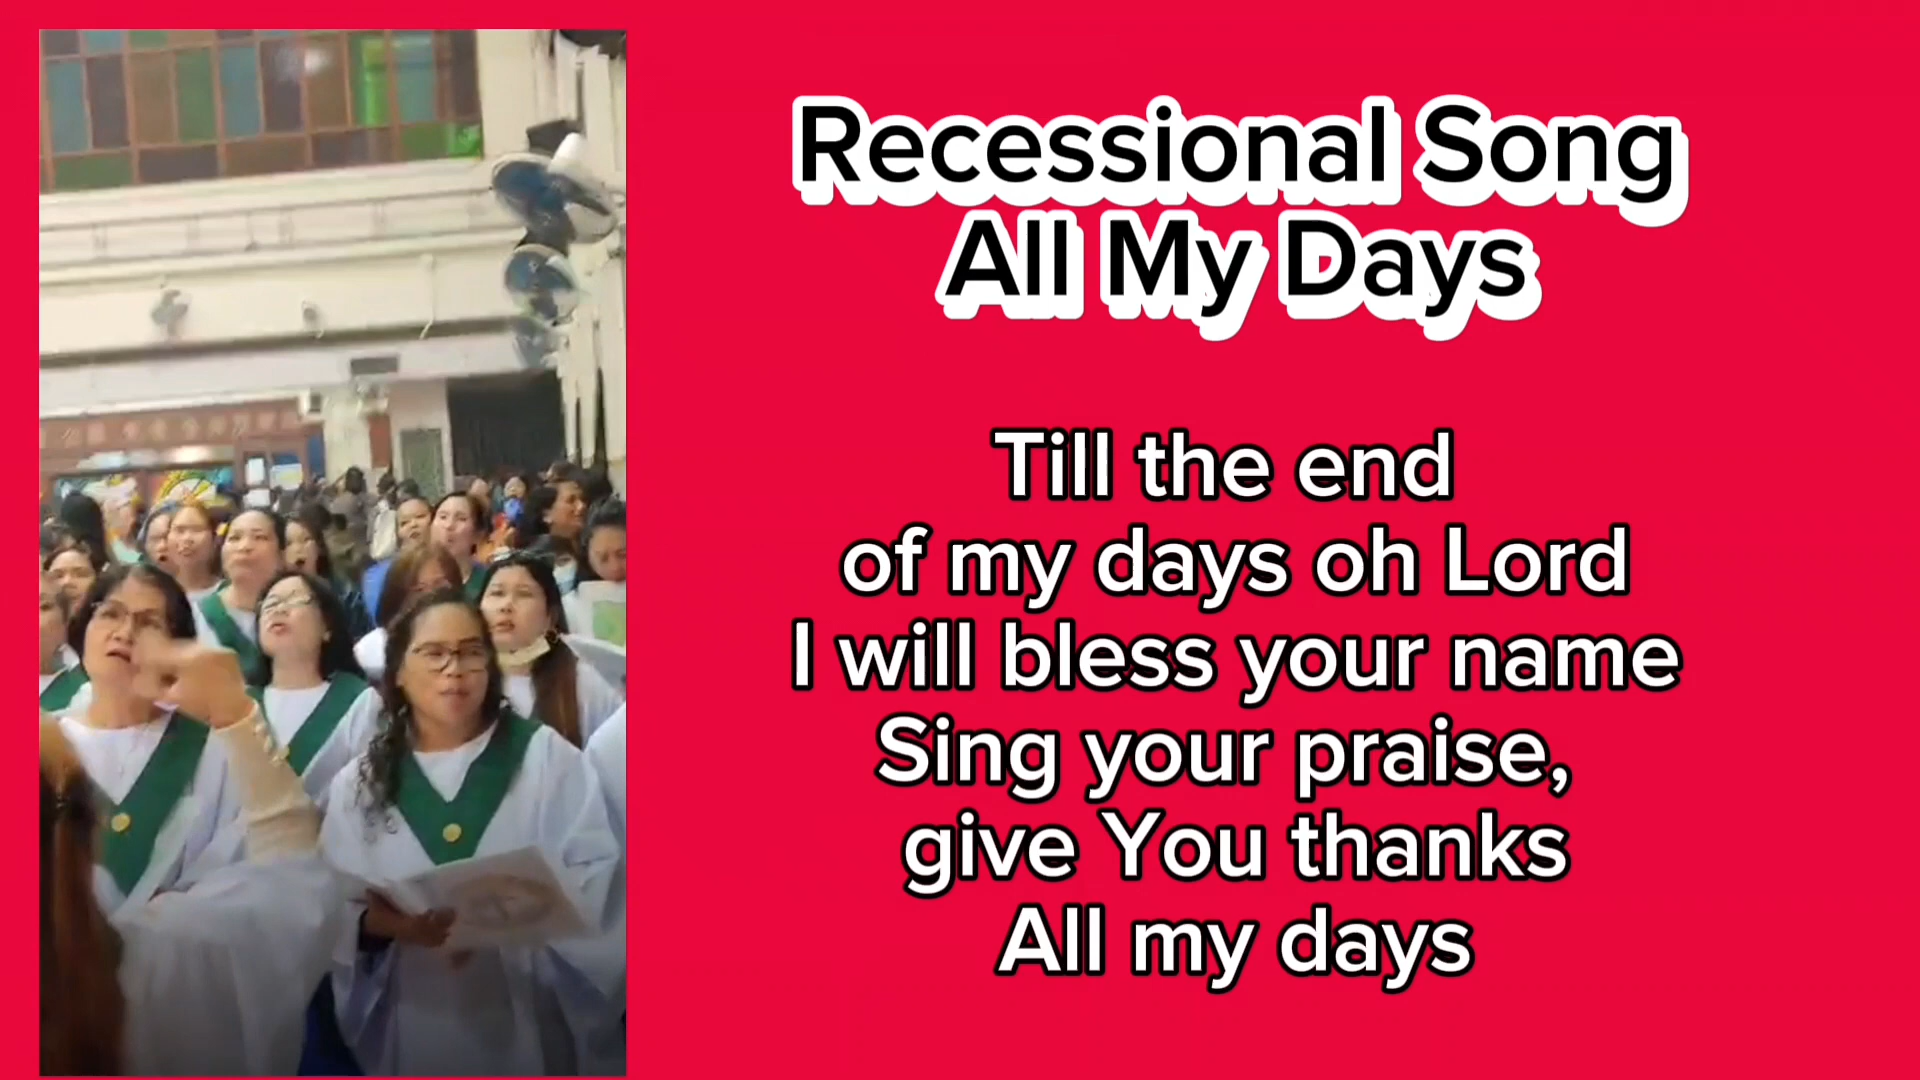 Recessional Song
All My Days
Till the end
of my days oh Lord
I will bless your name
Sing your praise,
give You thanks
All my days